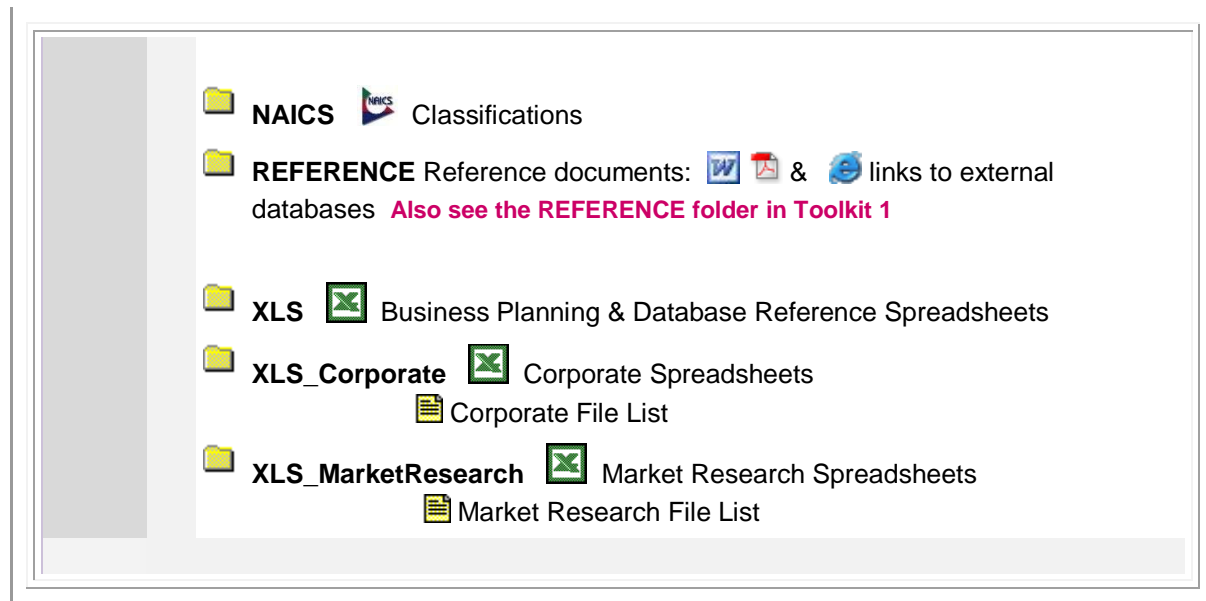 NAICS NAICS Classifications
REFERENCE Reference documents: W & e links to external
databases Also see the REFERENCE folder in Toolkit 1
XLS X Business Planning & Database Reference Spreadsheets
XLS_Corporate X Corporate Spreadsheets
Corporate File List
XLS_MarketResearch X Market Research Spreadsheets
Market Research File List